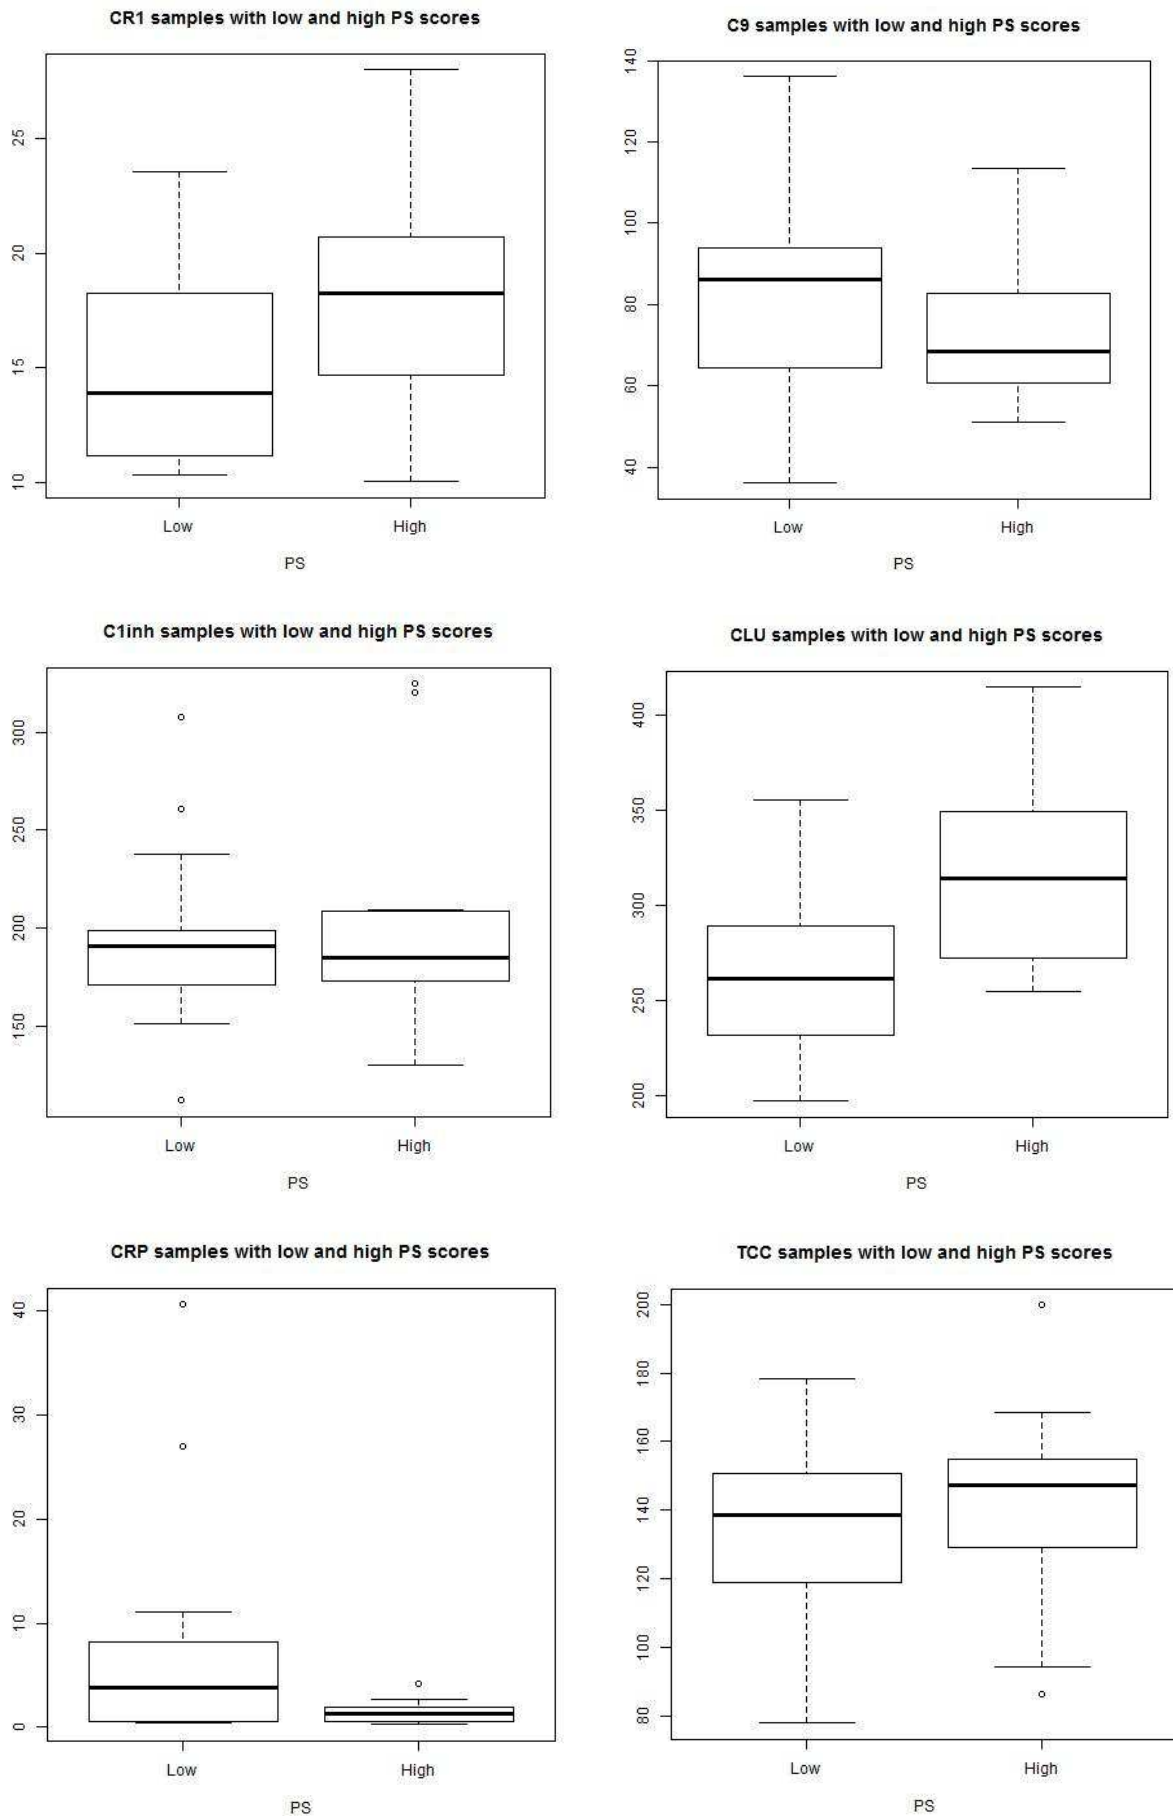 CR1 samples with low and high PS scores
25
20
15
10
Low High
PS
C9 samples with low and high PS scores
140
120
100
80
60
40
Low High
PS
C1inh samples with low and high PS scores
300
250
200
150
Low High
PS
CLU samples with low and high PS scores
400
350
300
250
200
Low High
PS
CRP samples with low and high PS scores
40
30
20
10
0
Low High
PS
TCC samples with low and high PS scores
200
180
160
140
120
100
80
Low High
PS